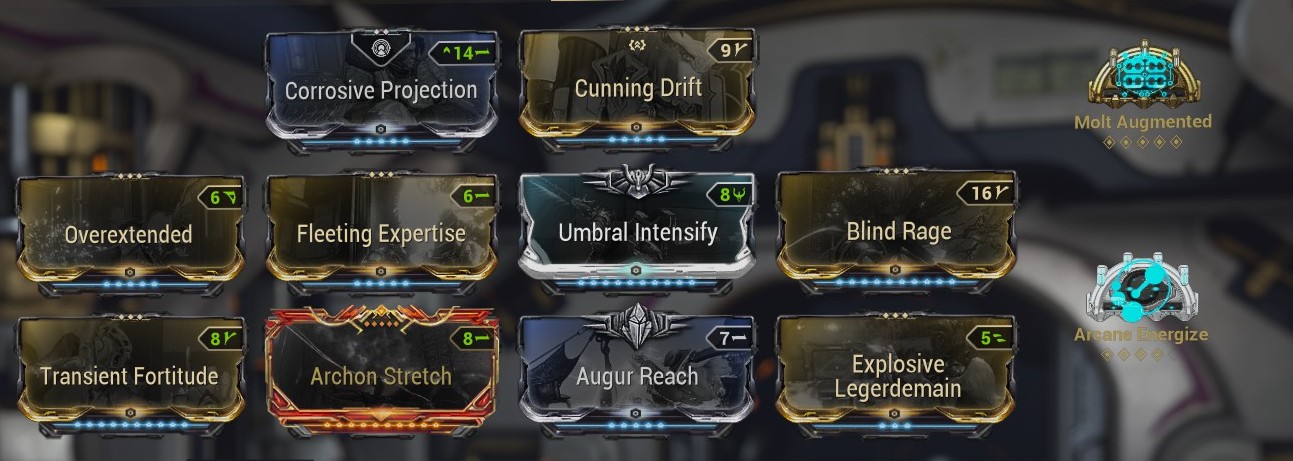 14
Corrosive Projection
9
Cunning Drift
Molt Augmented
6
Overextended
6
Fleeting Expertise
8
Umbral Intensify
16
Blind Rage
Arcane Energize
8
Transient Fortitude
8
Archon Stretch
7
Augur Reach
5
Explosive
Legerdemain